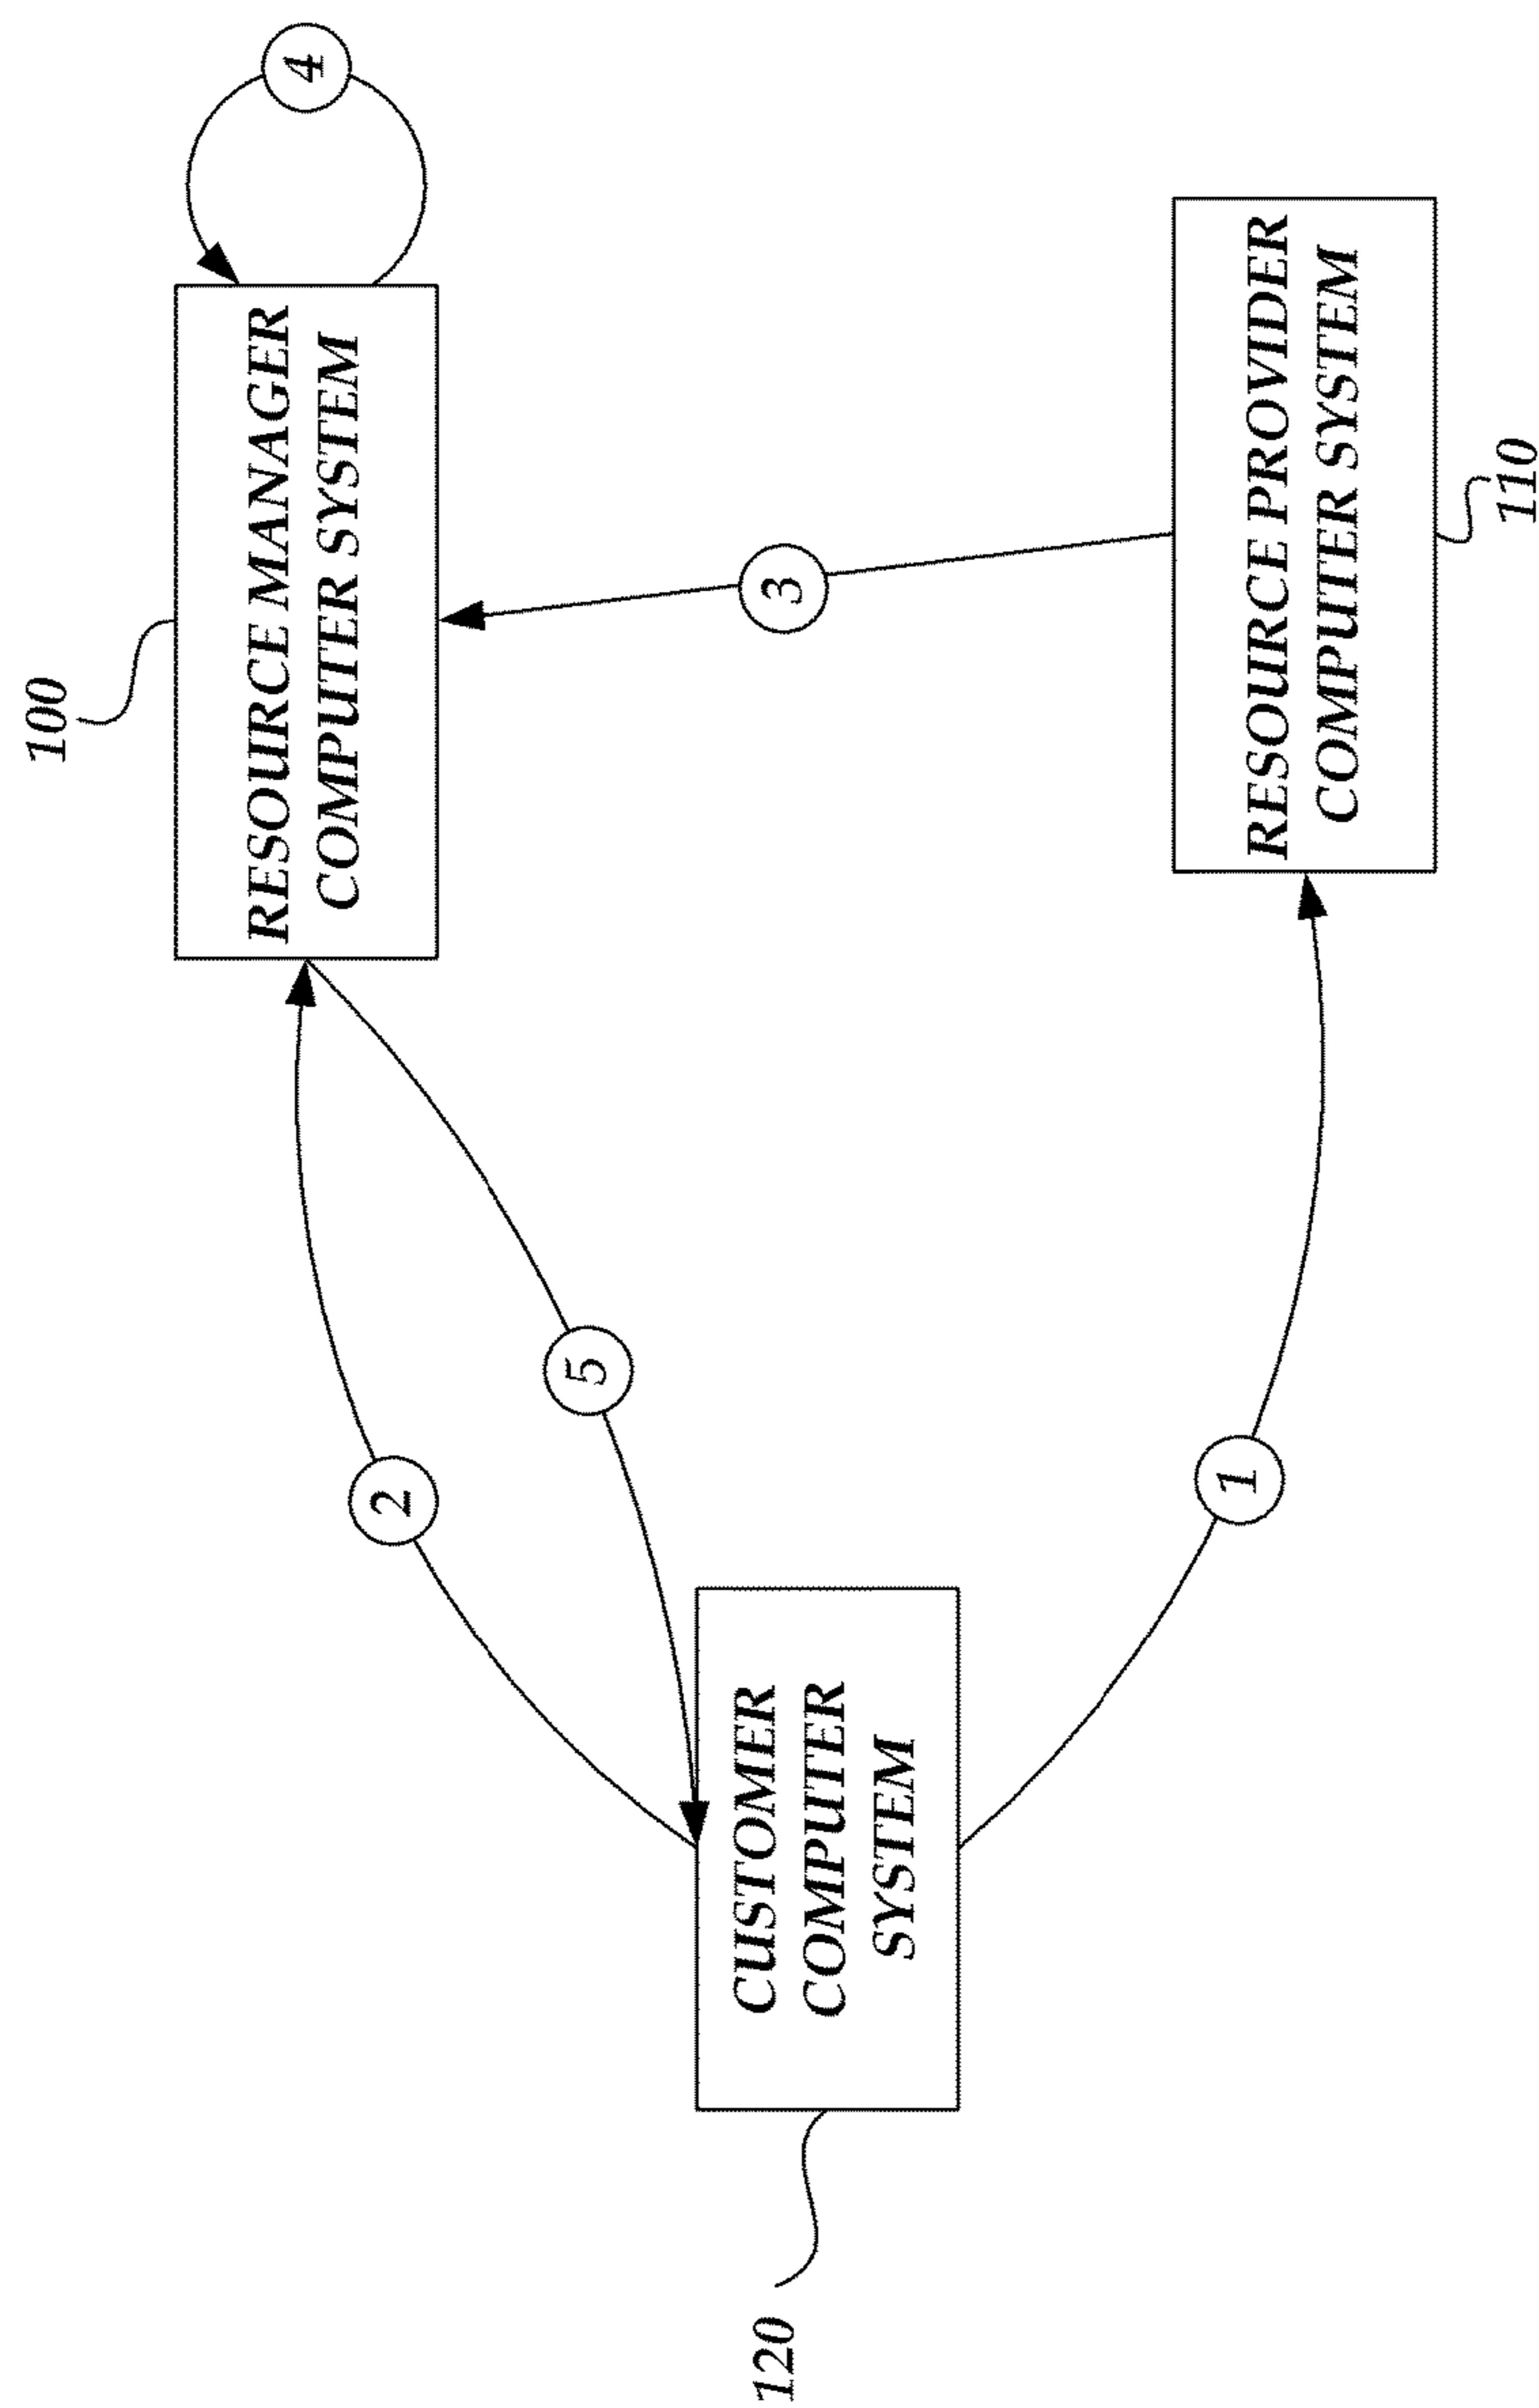 100
RESOURCE MANAGER
COMPUTER SYSTEM
4
2
3
5
CUSTOMER
COMPUTER
SYSTEM
120
1
RESOURCE PROVIDER
COMPUTER SYSTEM
110